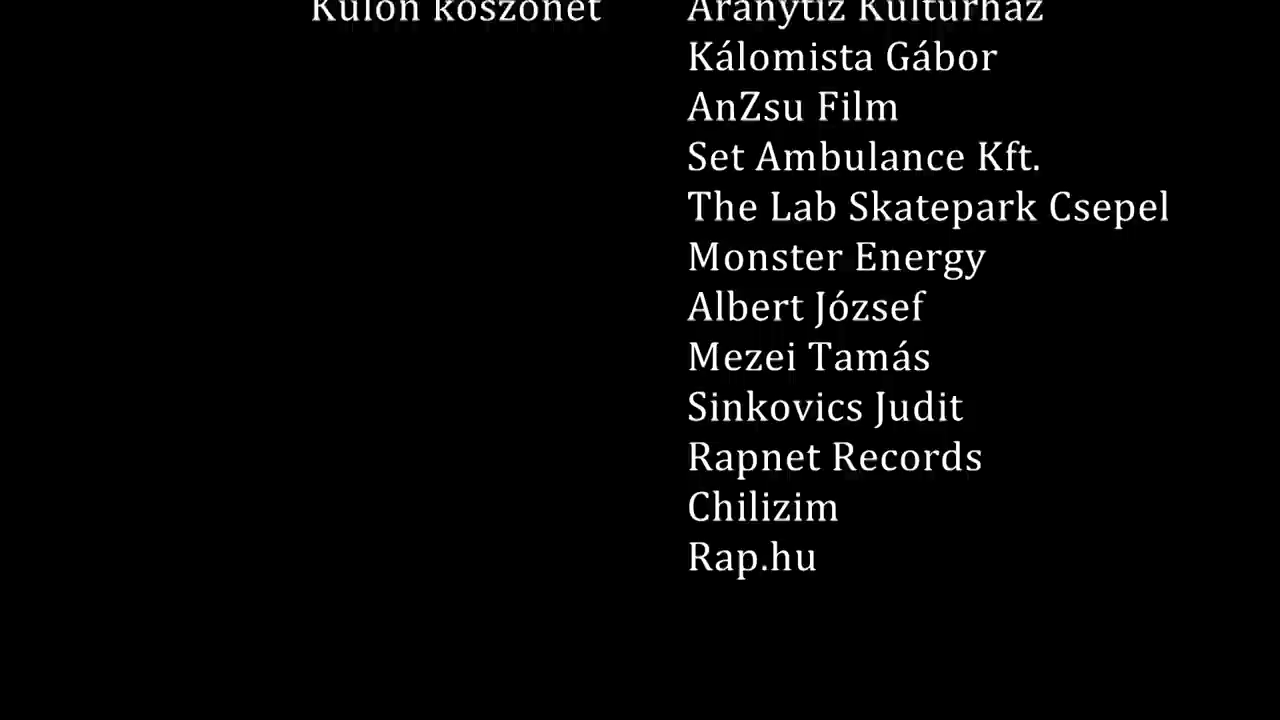 Külön köszönet Aranytíz Kultúrház
Kálomista Gábor
AnZsu Film
Set Ambulance Kft.
The Lab Skatepark Csepel
Monster Energy
Albert József
Mezei Tamás
Sinkovics Judit
Rapnet Records
Chilizim
Rap.hu